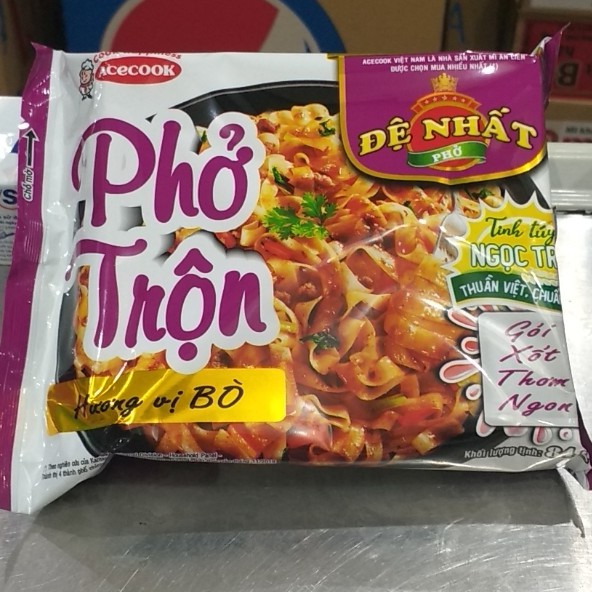 ACECOOK
ACECOOK VIỆT NAM LÀ NHÀ SẢN XUẤT MÌ ĂN LIỀN
ĐƯỢC CHỌN MUA NHIỀU NHẤT
ĐỆ NHẤT
PHỞ
Phở
Trộn
Hương vị BÒ
Tinh túy
NGỌC TR
THUẦN VIỆT, CHUẨ
Gói
Xốt
Thơm
Ngon
Khối lượng tịnh: 84
Chỗ mở